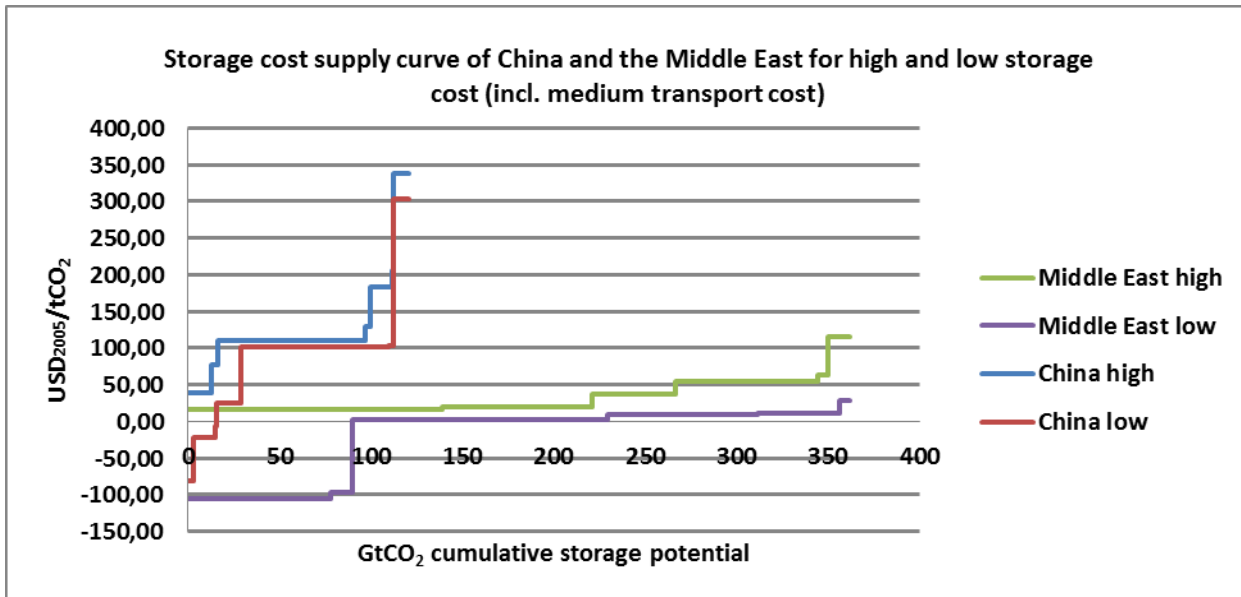 Storage cost supply curve of China and the Middle East for high and low storage
cost (incl. medium transport cost)
400,00
350,00
300,00
250,00
200,00
150,00
100,00
50,00
0,00
-50,00
-100,00
-150,00
USD2005/tCO2
0 50 100 150 200 250 300 350 400
GtCO2 cumulative storage potential
Middle East high
Middle East low
China high
China low